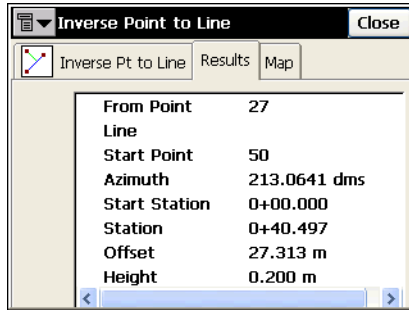 Inverse Point to Line Close
Inverse Pt to Line Results Map
From Point 27
Line
Start Point 50
Azimuth 213.0641 dms
Start Station 0+00.000
Station 0+40.497
Offset 27.313 m
Height 0.200 m